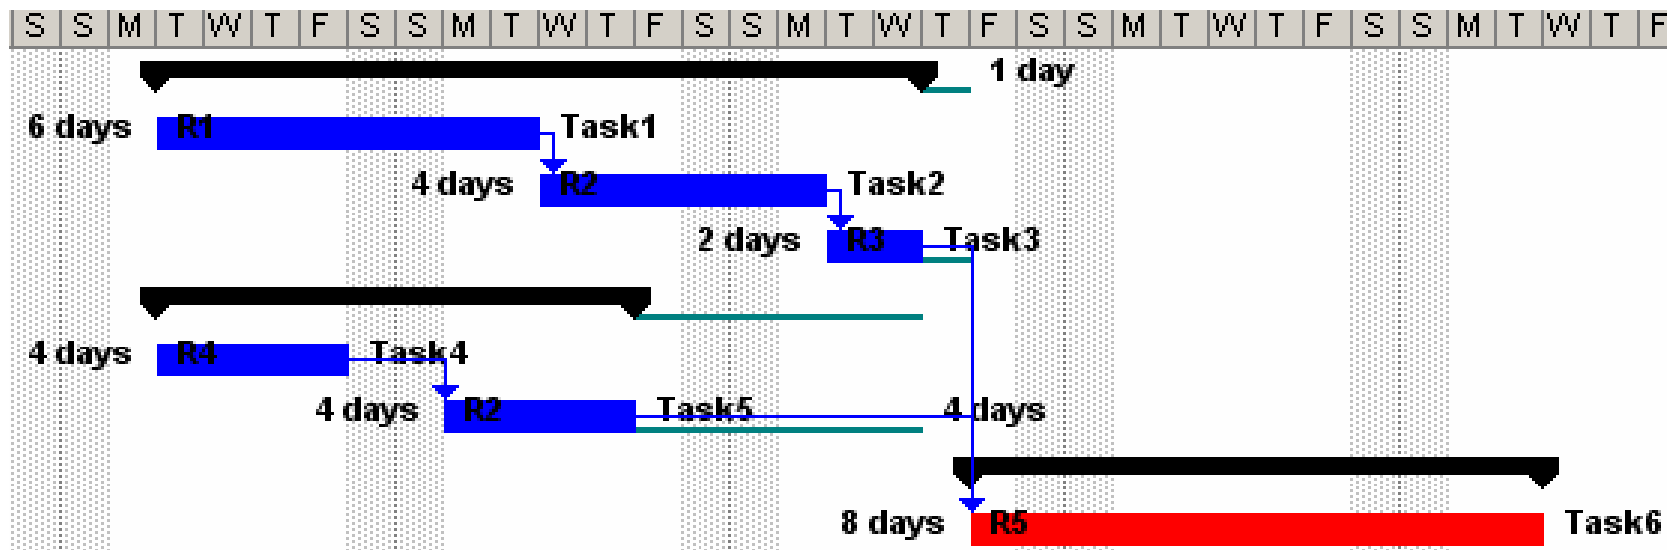 S S M T W T F S S M T W T F S S M T W T F S S M T W T F S S M T W T F
1 day
6 days R1 Task1
4 days R2 Task2
2 days R3 Task3
4 days R4 Task4
4 days R2 Task5 4 days
8 days R5 Task6